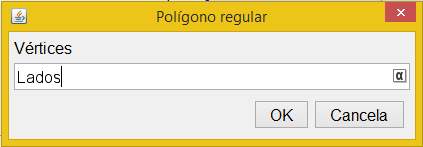 Polígono regular
Vértices
Lados
α
OK
Cancela